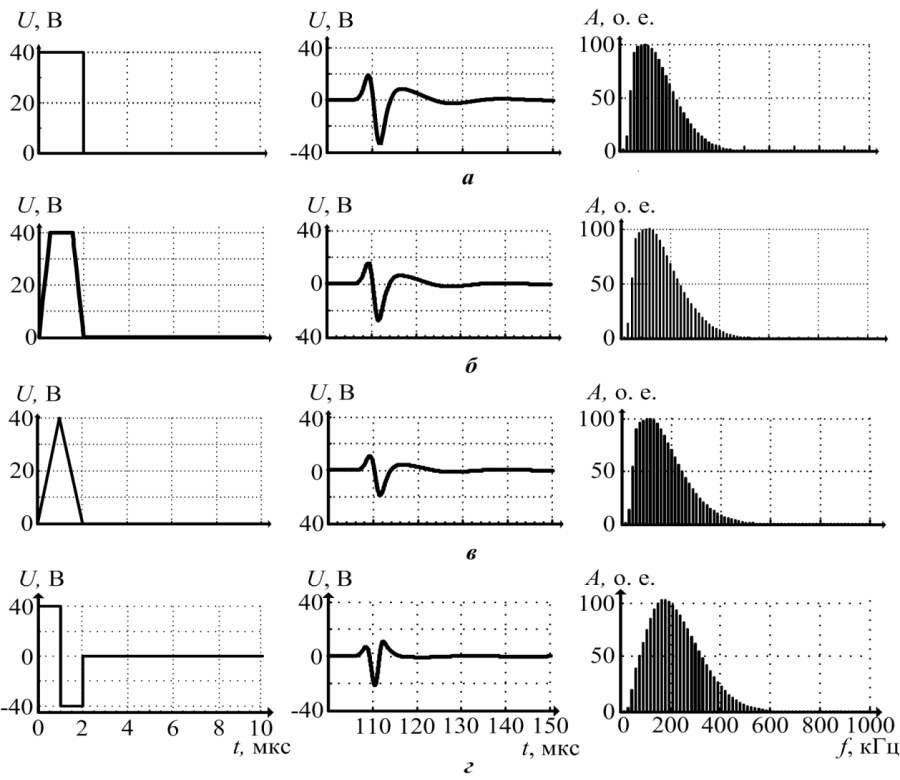 U, В U, В A, о. е.
40 40 100
20 20 50
0 0 0
-20
-40
а
U, В U, В A, о. е.
40 40 100
20 0 50
0 -40 0
б
U, В U, В A, о. е.
40 40 100
20 0 50
0 40 0
в
U, В U, В A, о. е.
40 40 100
0 0 50
-40 -40 0
0 2 4 6 8 10 110 120 130 140 150 0 200 400 600 800 1000
t, мкс t, мкс f, кГц
г